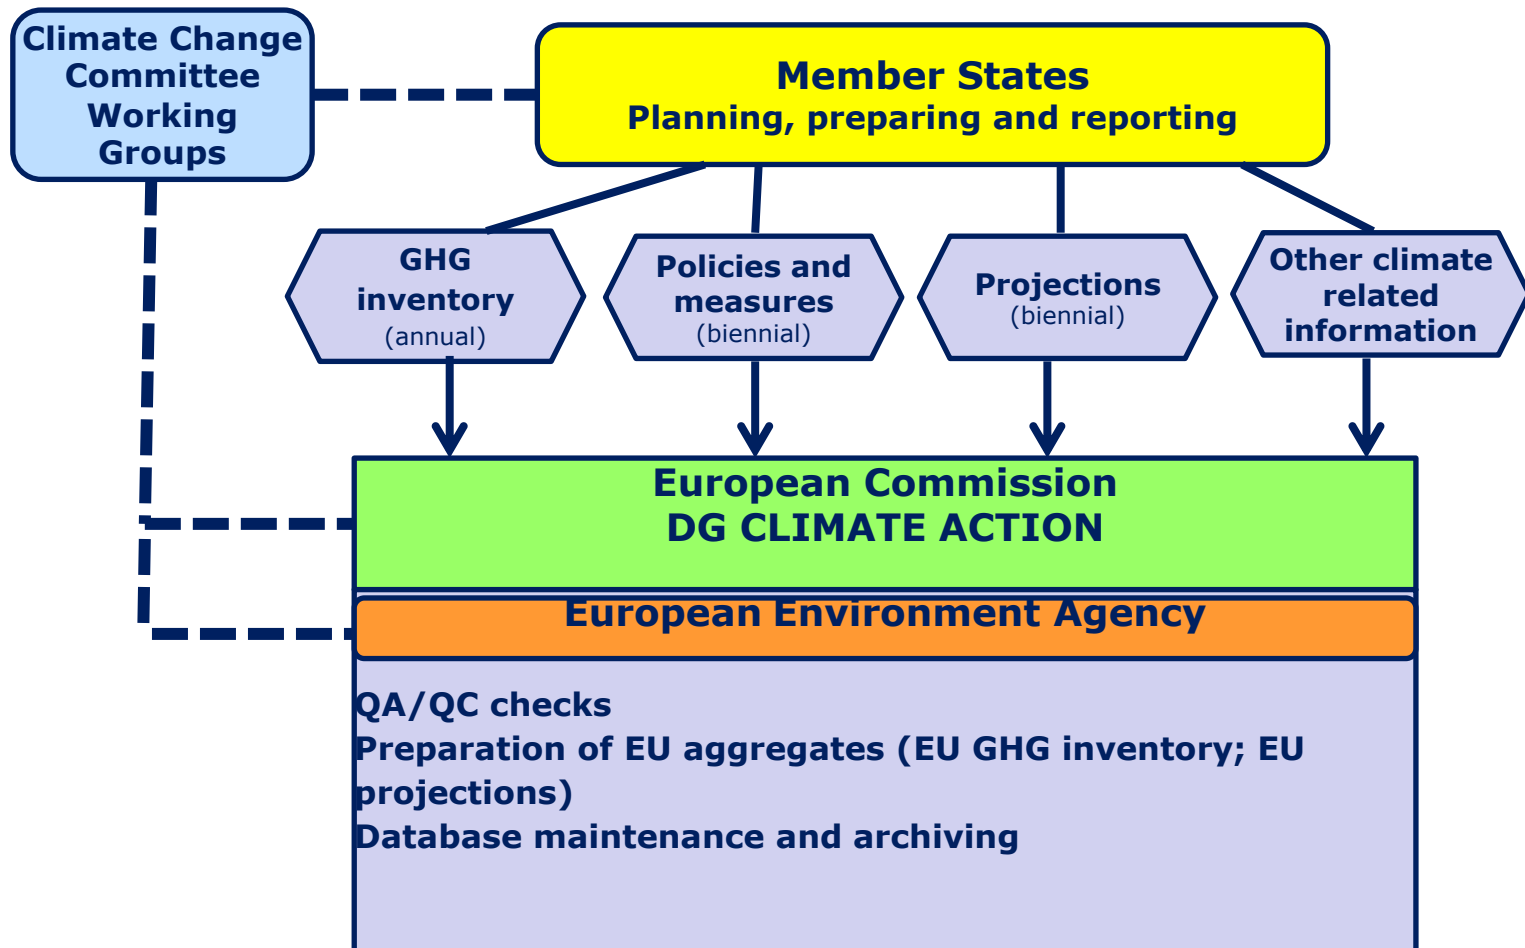 Climate Change
Committee
Working
Groups
Member States
Planning, preparing and reporting
GHG
inventory
(annual)
Policies and
measures
(biennial)
Projections
(biennial)
Other climate
related
information
European Commission
DG CLIMATE ACTION
European Environment Agency
QA/QC checks
Preparation of EU aggregates (EU GHG inventory; EU
projections)
Database maintenance and archiving